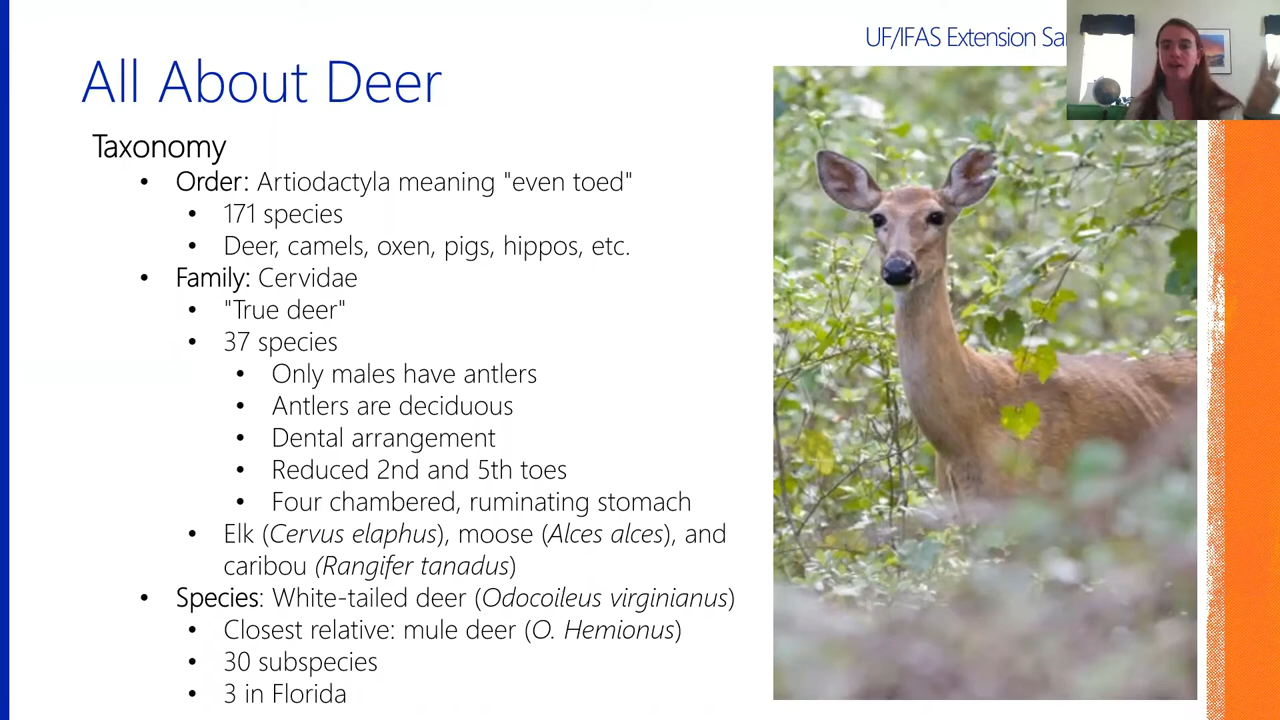 UF/IFAS Extension
All About Deer
Taxonomy
• Order: Artiodactyla meaning "even toed"
• 171 species
• Deer, camels, oxen, pigs, hippos, etc.
• Family: Cervidae
• "True deer"
• 37 species
• Only males have antlers
• Antlers are deciduous
• Dental arrangement
• Reduced 2nd and 5th toes
• Four chambered, ruminating stomach
• Elk (Cervus elaphus), moose (Alces alces), and
caribou (Rangifer tanadus)
• Species: White-tailed deer (Odocoileus virginianus)
• Closest relative: mule deer (O. Hemionus)
• 30 subspecies
• 3 in Florida